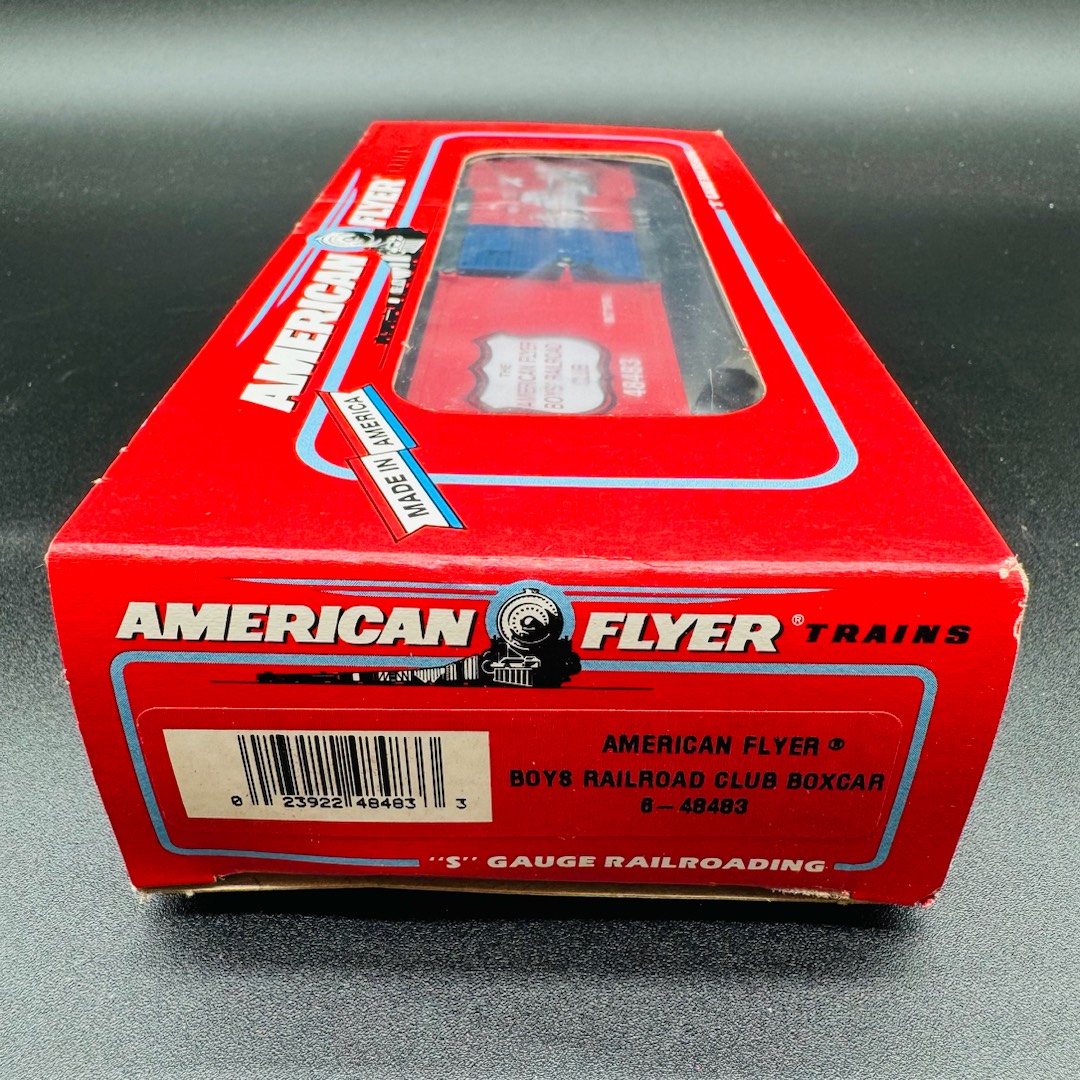 AMERICAN FLYER
MADE IN AMERICA
THE
AMERICAN FLYER
BOYS' RAILROAD
CLUB
48483
AMERICAN FLYER® TRAINS
AMERICAN FLYER ®
BOYS RAILROAD CLUB BOXCAR
6-48483
0 23922 48483 3
"S" GAUGE RAILROADING